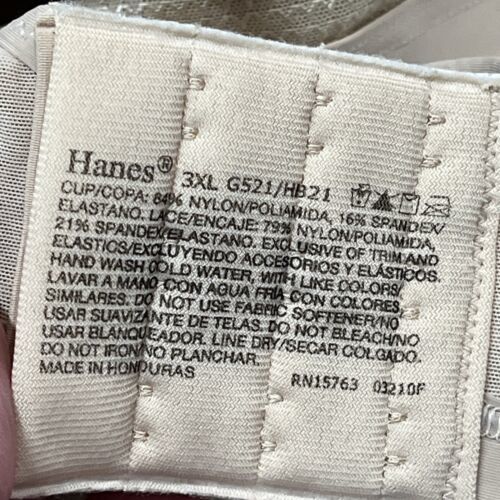 Hanes® 3XL G521/HB21
CUP/COPA: 84% NYLON/POLIAMIDA, 16% SPANDEX/
ELASTANO. LACE/ENCAJE: 79% NYLON/POLIAMIDA,
21% SPANDEX/ELASTANO. EXCLUSIVE OF TRIM AND
ELASTICS/EXCLUYENDO ACCESORIOS Y ELÁSTICOS.
HAND WASH COLD WATER, WITH LIKE COLORS/
LAVAR A MANO CON AGUA FRÍA CON COLORES
SIMILARES. DO NOT USE FABRIC SOFTENER/NO
USAR SUAVIZANTE DE TELAS. DO NOT BLEACH/NO
USAR BLANQUEADOR. LINE DRY/SECAR COLGADO.
DO NOT IRON/NO PLANCHAR.
MADE IN HONDURAS
RN15763 03210F